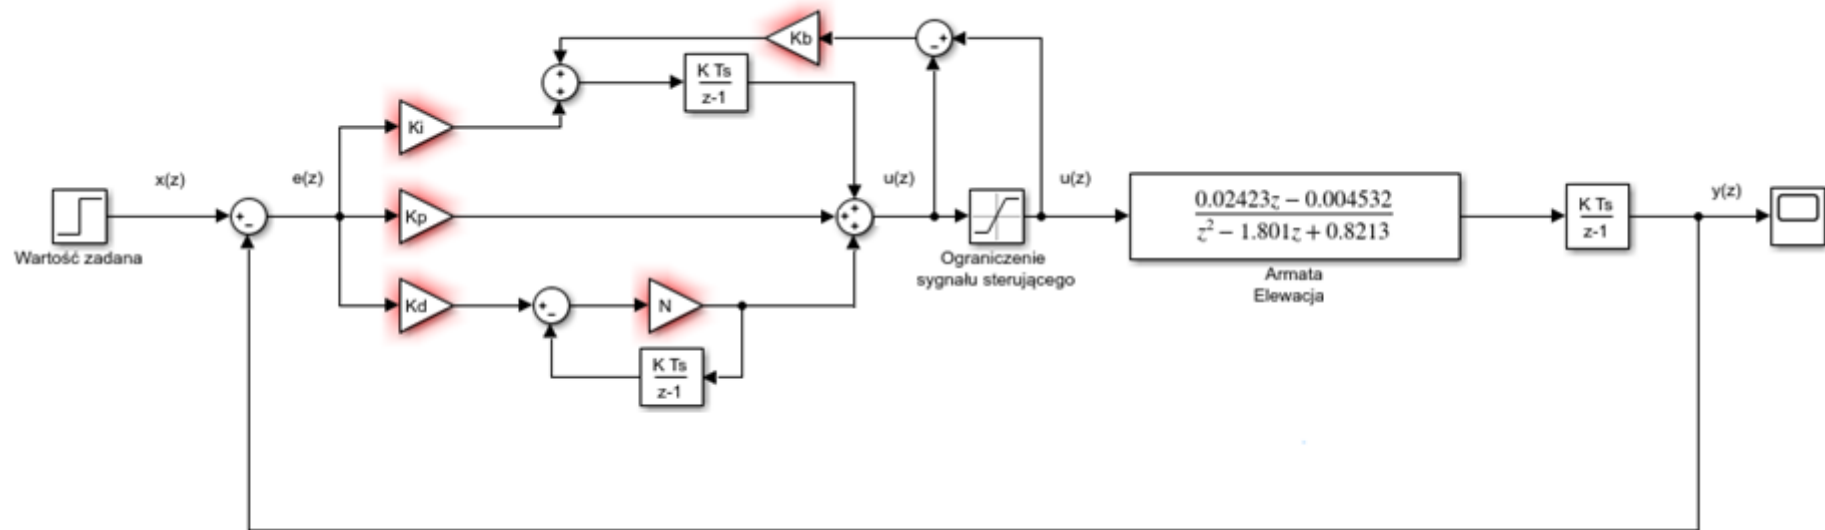 Kb
K Ts
z-1
Ki
x(z)
e(z)
Kp
u(z)
u(z)
0.02423z − 0.004532
z² − 1.801z + 0.8213
K Ts
z-1
y(z)
Wartość zadana
Ograniczenie
sygnału sterującego
Armata
Elewacja
Kd
N
K Ts
z-1